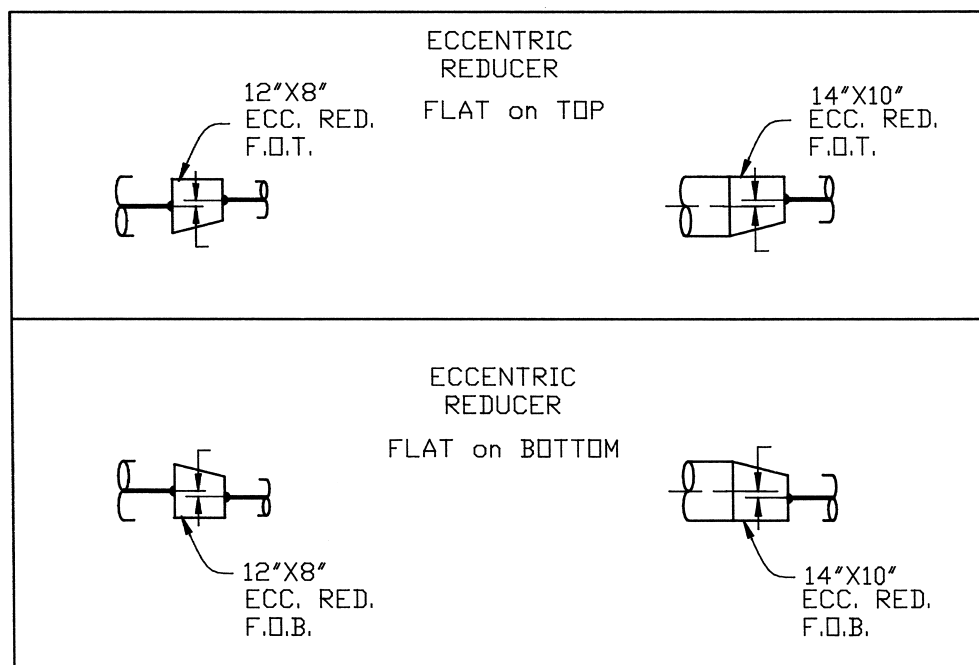 ECCENTRIC
REDUCER
FLAT on TOP
12"X8"
ECC. RED.
F.O.T.
14"X10"
ECC. RED.
F.O.T.
ECCENTRIC
REDUCER
FLAT on BOTTOM
12"X8"
ECC. RED.
F.O.B.
14"X10"
ECC. RED.
F.O.B.